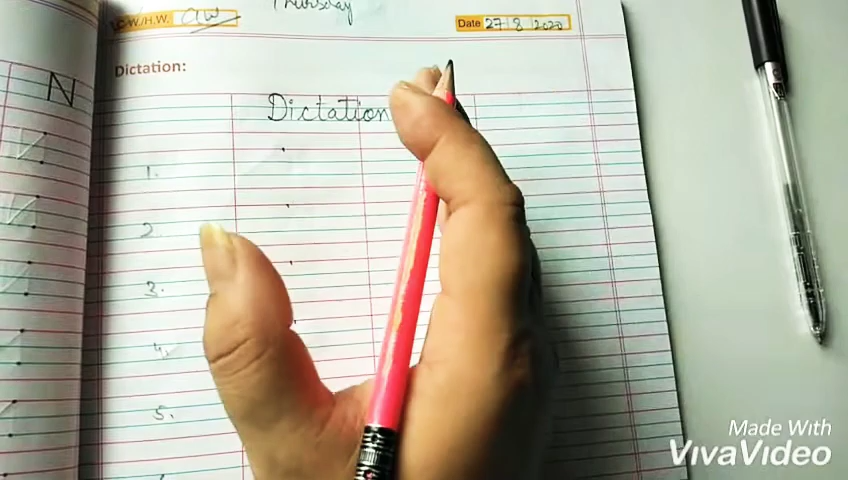 Thursday
C.W./H.W. CW
Date 27/8/2020
Dictation:
N
Dictation
1.
2.
3.
4.
5.
Made With
VivaVideo